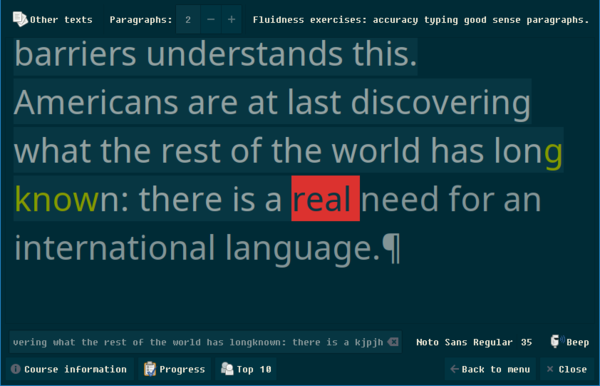 Other texts Paragraphs: 2 − + Fluidness exercises: accuracy typing good sense paragraphs.
barriers understands this.
Americans are at last discovering
what the rest of the world has long
known: there is a real need for an
international language.¶
vering what the rest of the world has longknown: there is a kjpjh Noto Sans Regular 35 Beep
Course information Progress Top 10 Back to menu Close